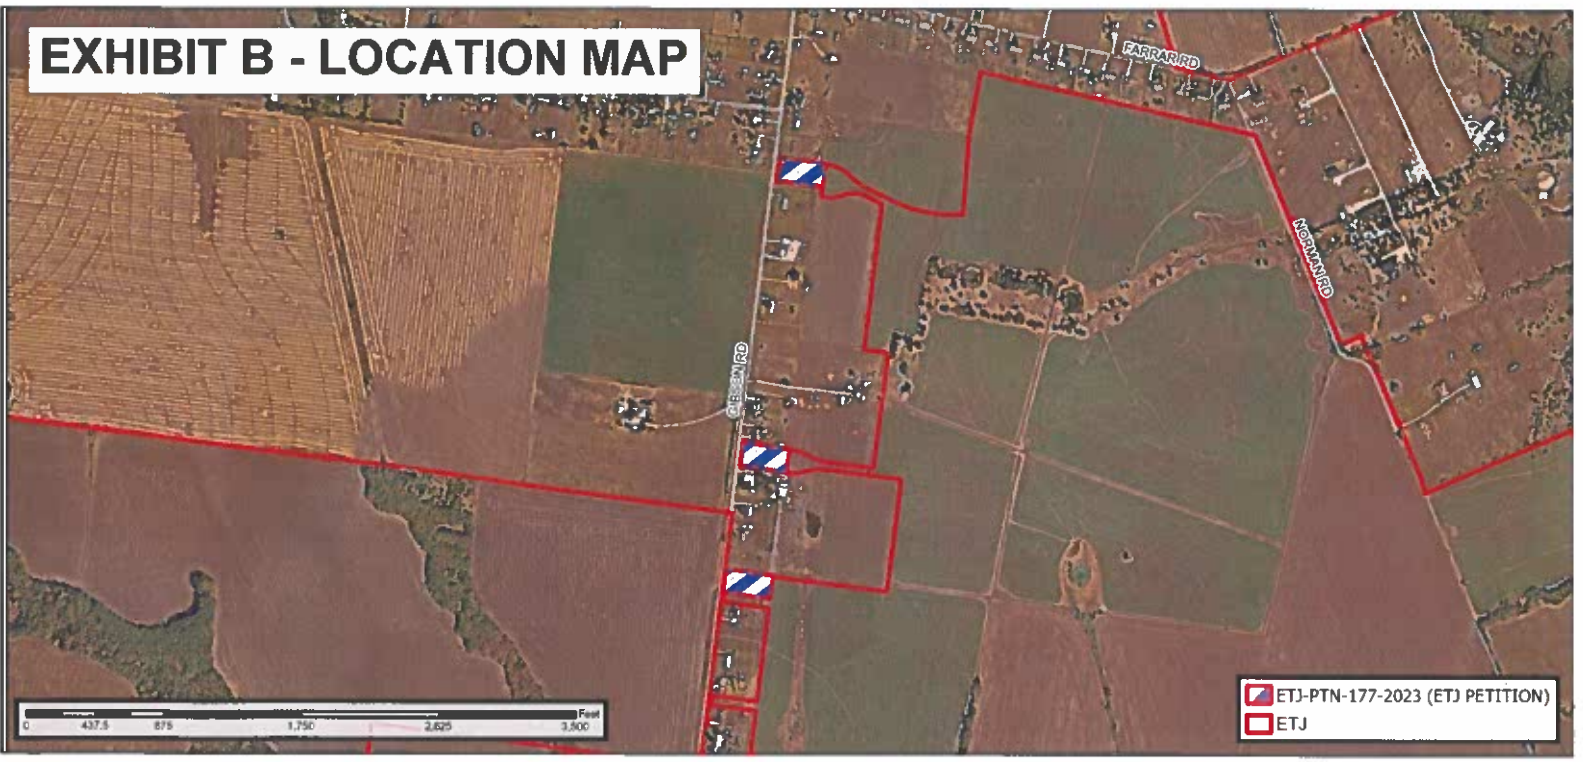 EXHIBIT B - LOCATION MAP
FARRAR RD
NORMAN RD
GIBSON RD
ETJ-PTN-177-2023 (ETJ PETITION)
ETJ
Feet
0 437.5 875 1,750 2,625 3,500